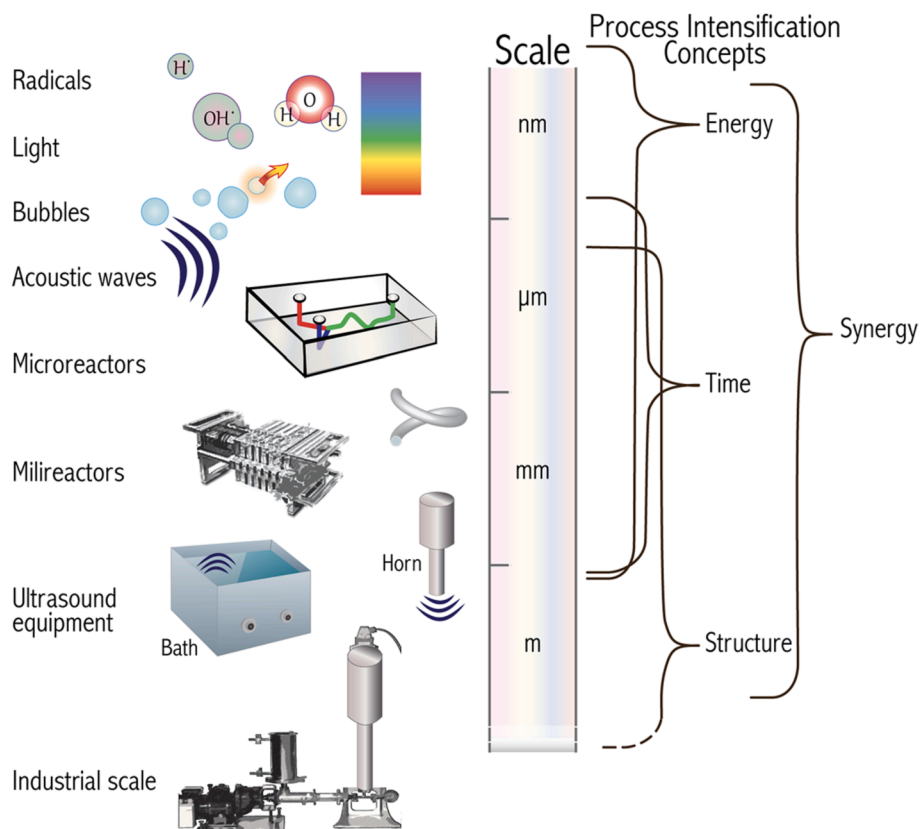 Process Intensification
Concepts
Scale
Radicals
H·
OH·
O
H
H
nm
Energy
Light
Bubbles
Acoustic waves
µm
Synergy
Microreactors
Time
Milireactors
mm
Horn
Ultrasound
equipment
Bath
m
Structure
Industrial scale